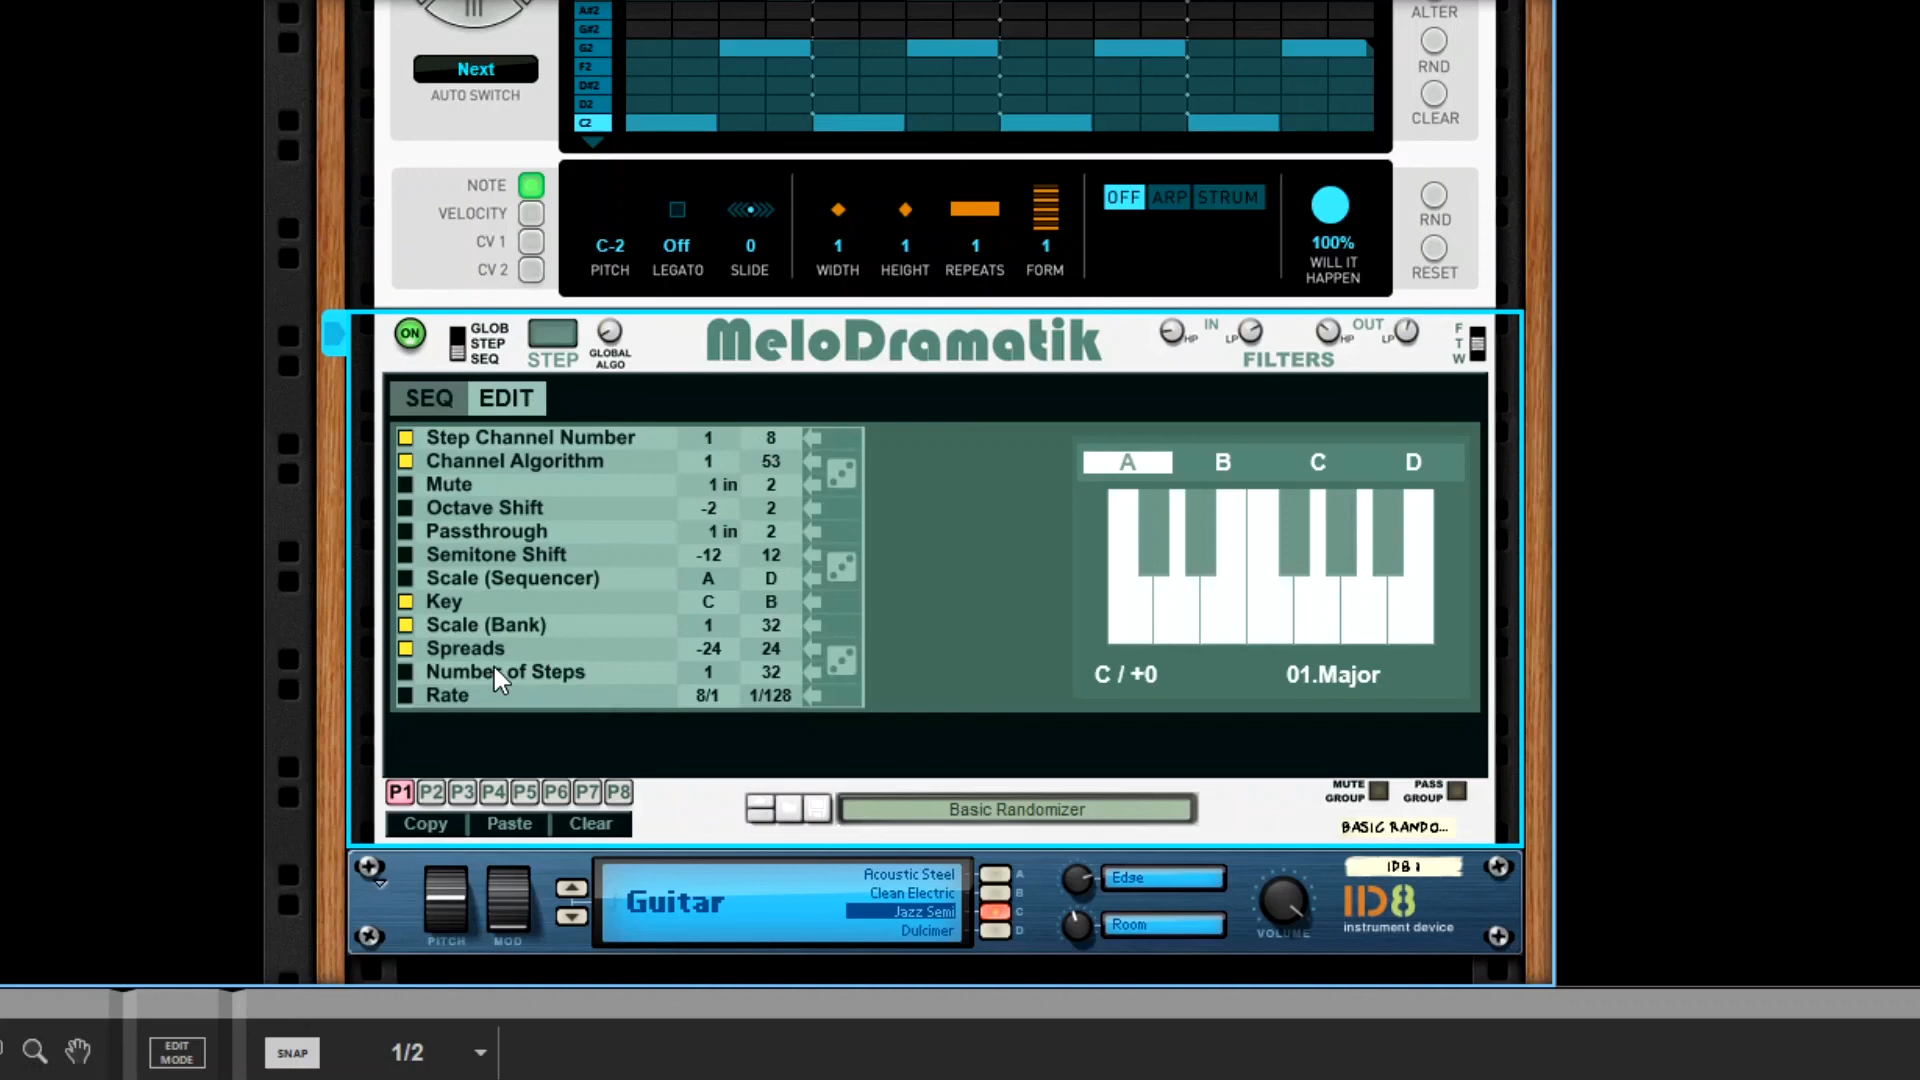 ALTER
A#2
G#2
G2
Next
F2
RND
AUTO SWITCH
D#2
D2
CLEAR
C2
NOTE
VELOCITY
CV 1
CV 2
OFF ARP STRUM
RND
C-2 Off 0 1 1 1 1 100%
PITCH LEGATO SLIDE WIDTH HEIGHT REPEATS FORM WILL IT
HAPPEN
RESET
ON
GLOB
STEP
SEQ
STEP
GLOBAL
ALGO
MeloDramatik
IN
HP LP
OUT
HP LP
FILTERS
F
T
W
SEQ EDIT
Step Channel Number 1 8
Channel Algorithm 1 53
Mute 1 in 2
Octave Shift -2 2
Passthrough 1 in 2
Semitone Shift -12 12
Scale (Sequencer) A D
Key C B
Scale (Bank) 1 32
Spreads -24 24
Number of Steps 1 32
Rate 8/1 1/128
A B C D
C / +0 01.Major
P1 P2 P3 P4 P5 P6 P7 P8
Copy Paste Clear
Basic Randomizer
MUTE
GROUP
PASS
GROUP
BASIC RANDO...
PITCH
MOD
Guitar
Acoustic Steel A
Clean Electric B
Jazz Semi C
Dulcimer D
Edge
Room
VOLUME
ID8 1
ID8
instrument device
EDIT
MODE
SNAP
1/2